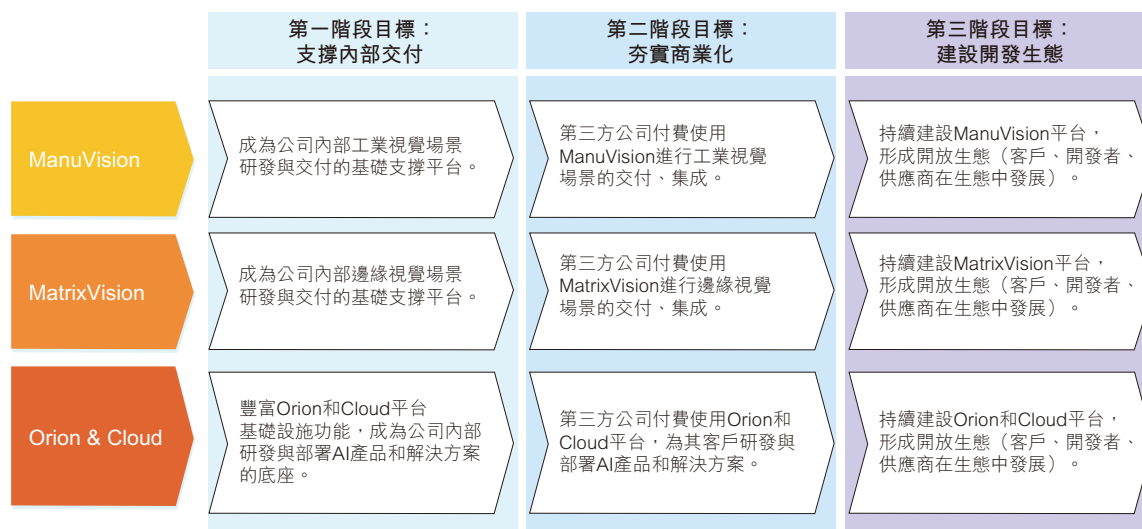 第一階段目標：
支撐內部交付
第二階段目標：
夯實商業化
第三階段目標：
建設開發生態
ManuVision
成為公司內部工業視覺場景
研發與交付的基礎支撐平台。
第三方公司付費使用
ManuVision進行工業視覺
場景的交付、集成。
持續建設ManuVision平台，
形成開放生態（客戶、開發者、
供應商在生態中發展）。
MatrixVision
成為公司內部邊緣視覺場景
研發與交付的基礎支撐平台。
第三方公司付費使用
MatrixVision進行邊緣視覺
場景的交付、集成。
持續建設MatrixVision平台，
形成開放生態（客戶、開發者、
供應商在生態中發展）。
Orion & Cloud
豐富Orion和Cloud平台
基礎設施功能，成為公司內部
研發與部署AI產品和解決方案
的底座。
第三方公司付費使用Orion和
Cloud平台，為其客戶研發與
部署AI產品和解決方案。
持續建設Orion和Cloud平台，
形成開放生態（客戶、開發者、
供應商在生態中發展）。